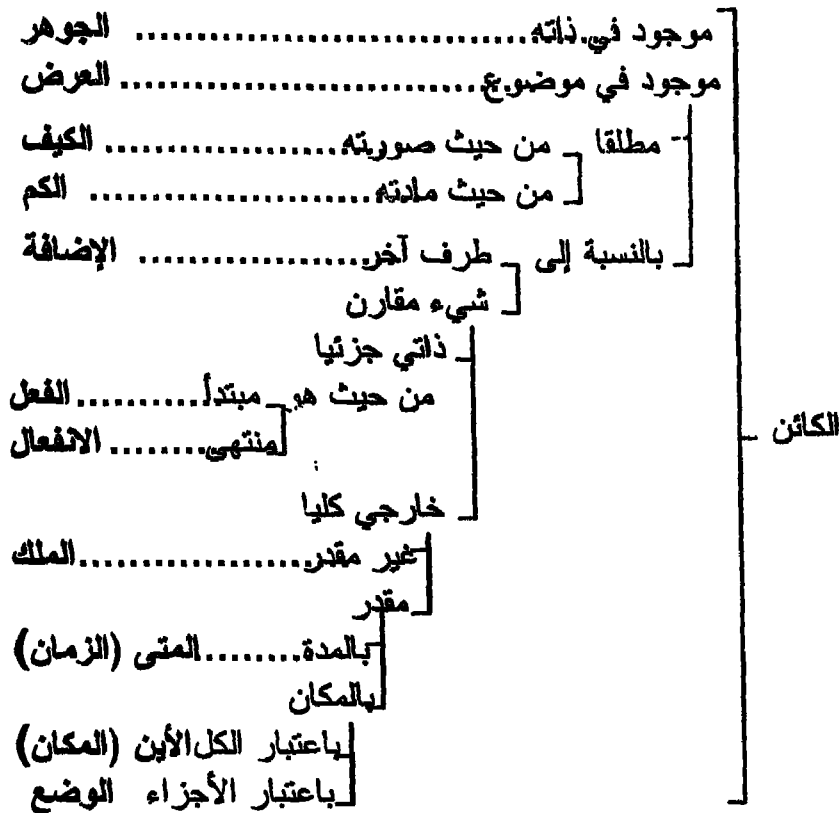 موجود في ذاته.............................. الجوهر
موجود في موضوع......................... العرض
مطلقا من حيث صوريته.................... الكيف
من حيث مادته....................... الكم
بالنسبة إلى طرف آخر.................. الإضافة
شيء مقارن
ذاتي جزئيا
من حيث هو مبتدأ.......... الفعل
منتهي........ الانفعال
الكائن
خارجي كليا
غير مقدر................... الملك
مقدر
بالمدة........المتى (الزمان)
بالمكان
باعتبار الكل الأين (المكان)
باعتبار الأجزاء الوضع